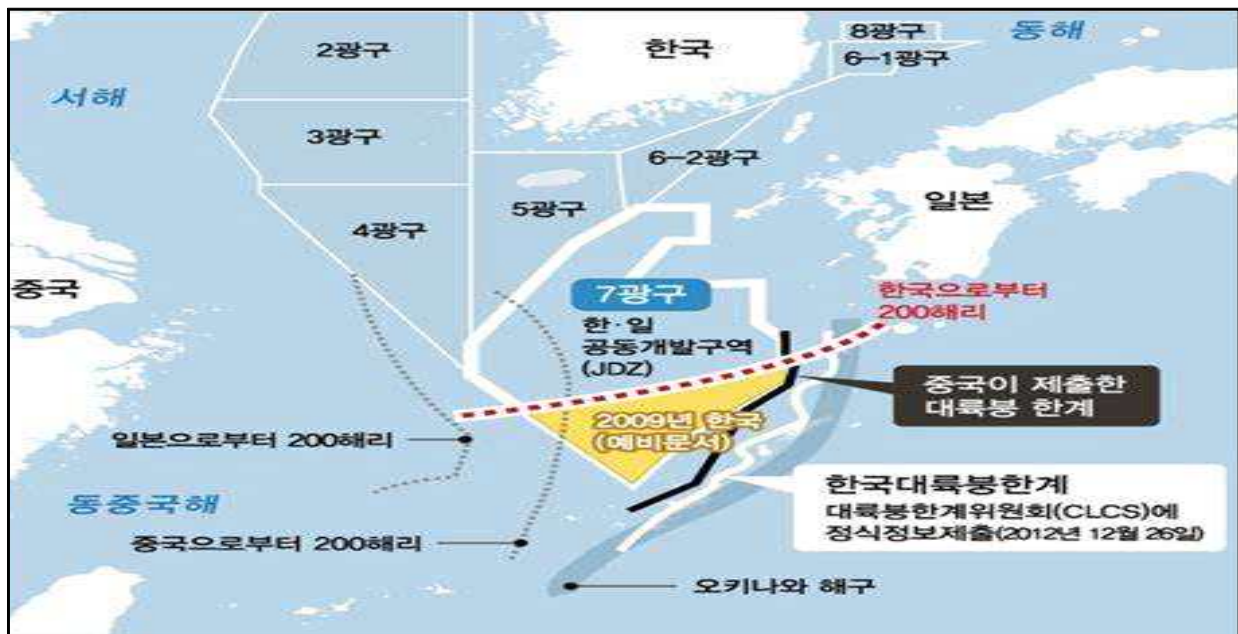 2광구
한국
8광구
동해
6-1광구
서해
3광구
6-2광구
5광구
4광구
일본
중국
7광구
한·일
공동개발구역
(JDZ)
한국으로부터
200해리
중국이 제출한
대륙붕 한계
2009년 한국
(예비문서)
일본으로부터 200해리
한국대륙붕한계
대륙붕한계위원회(CLCS)에
정식정보제출(2012년 12월 26일)
동중국해
중국으로부터 200해리
오키나와 해구